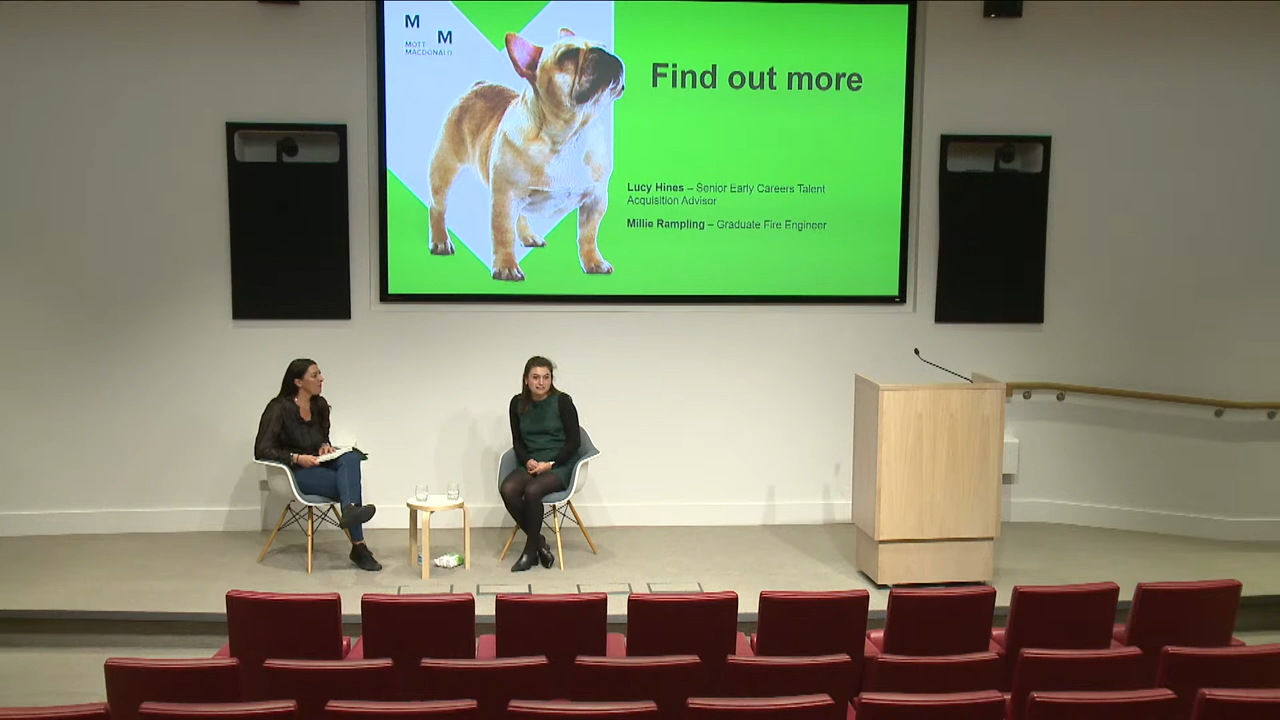 M
M
MOTT
MACDONALD
Find out more
Lucy Hines – Senior Early Careers Talent
Acquisition Advisor
Millie Rampling – Graduate Fire Engineer